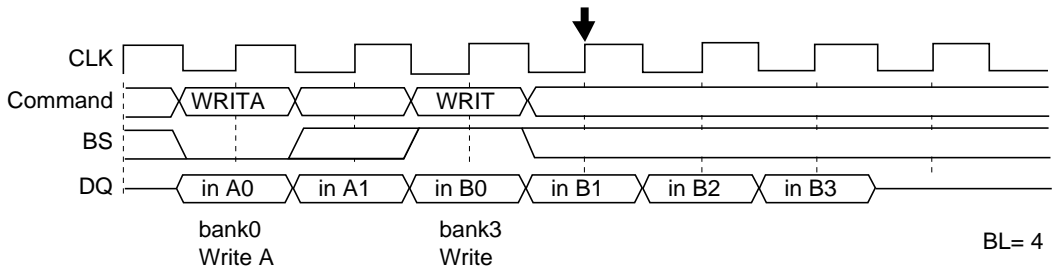 CLK
Command WRITA WRIT
BS
DQ in A0 in A1 in B0 in B1 in B2 in B3
bank0 bank3
Write A Write
BL= 4